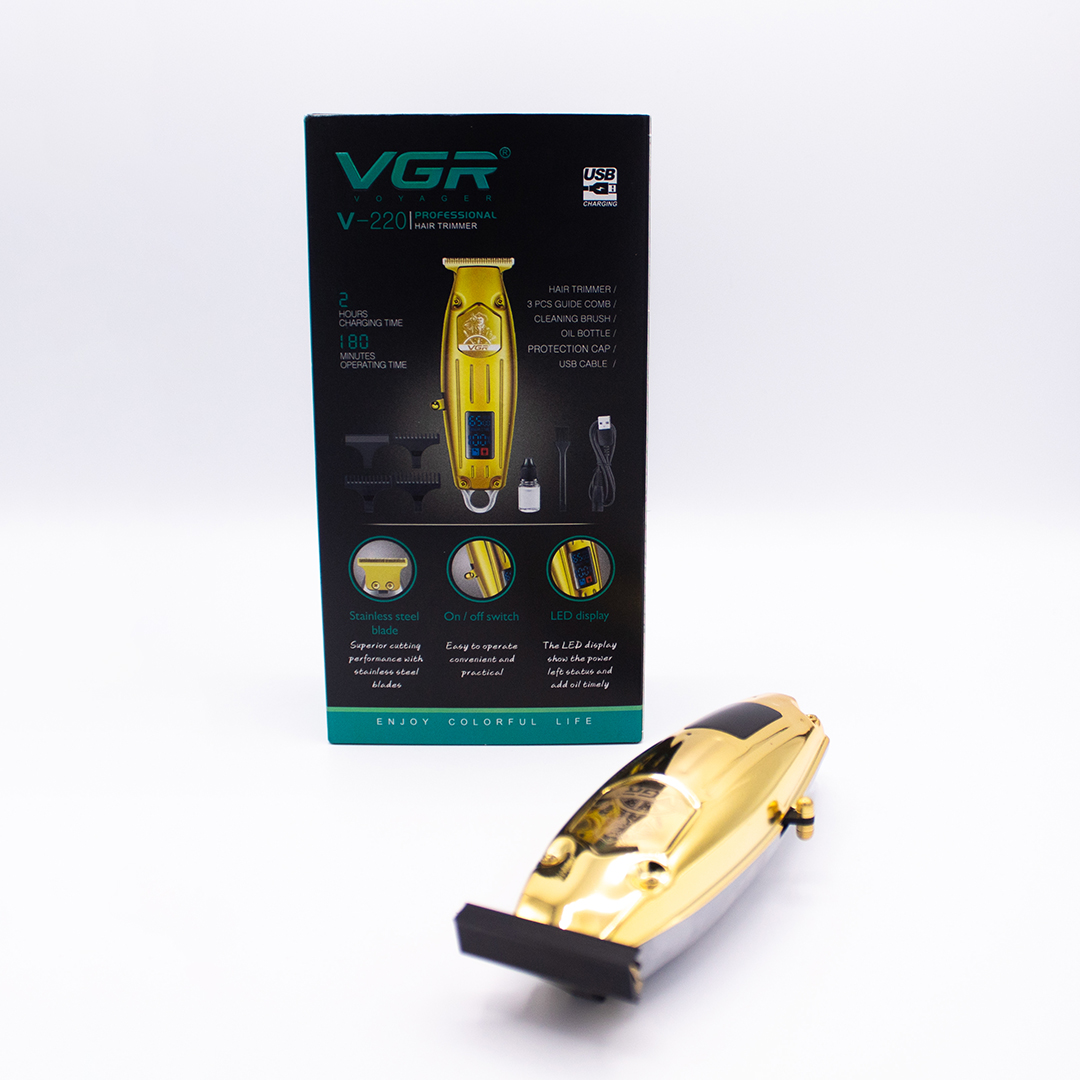 VGR®
VOYAGER
V-220 PROFESSIONAL
HAIR TRIMMER
USB
CHARGING
2
HOURS
CHARGING TIME
180
MINUTES
OPERATING TIME
HAIR TRIMMER /
3 PCS GUIDE COMB /
CLEANING BRUSH /
OIL BOTTLE /
PROTECTION CAP /
USB CABLE /
VGR
Stainless steel
blade
Superior cutting
performance with
stainless steel
blades
On / off switch
Easy to operate
convenient and
practical
LED display
The LED display
show the power
left status and
add oil timely
ENJOY COLORFUL LIFE
VGR